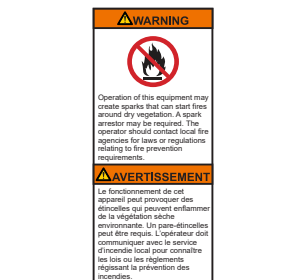 WARNING
Operation of this equipment may
create sparks that can start fires
around dry vegetation. A spark
arrestor may be required. The
operator should contact local fire
agencies for laws or regulations
relating to fire prevention
requirements.
AVERTISSEMENT
Le fonctionnement de cet
appareil peut provoquer des
étincelles qui peuvent enflammer
de la végétation sèche
environnante. Un pare-étincelles
peut être requis. L'opérateur doit
communiquer avec le service
d'incendie local pour connaître
les lois ou les règlements
régissant la prévention des
incendies.